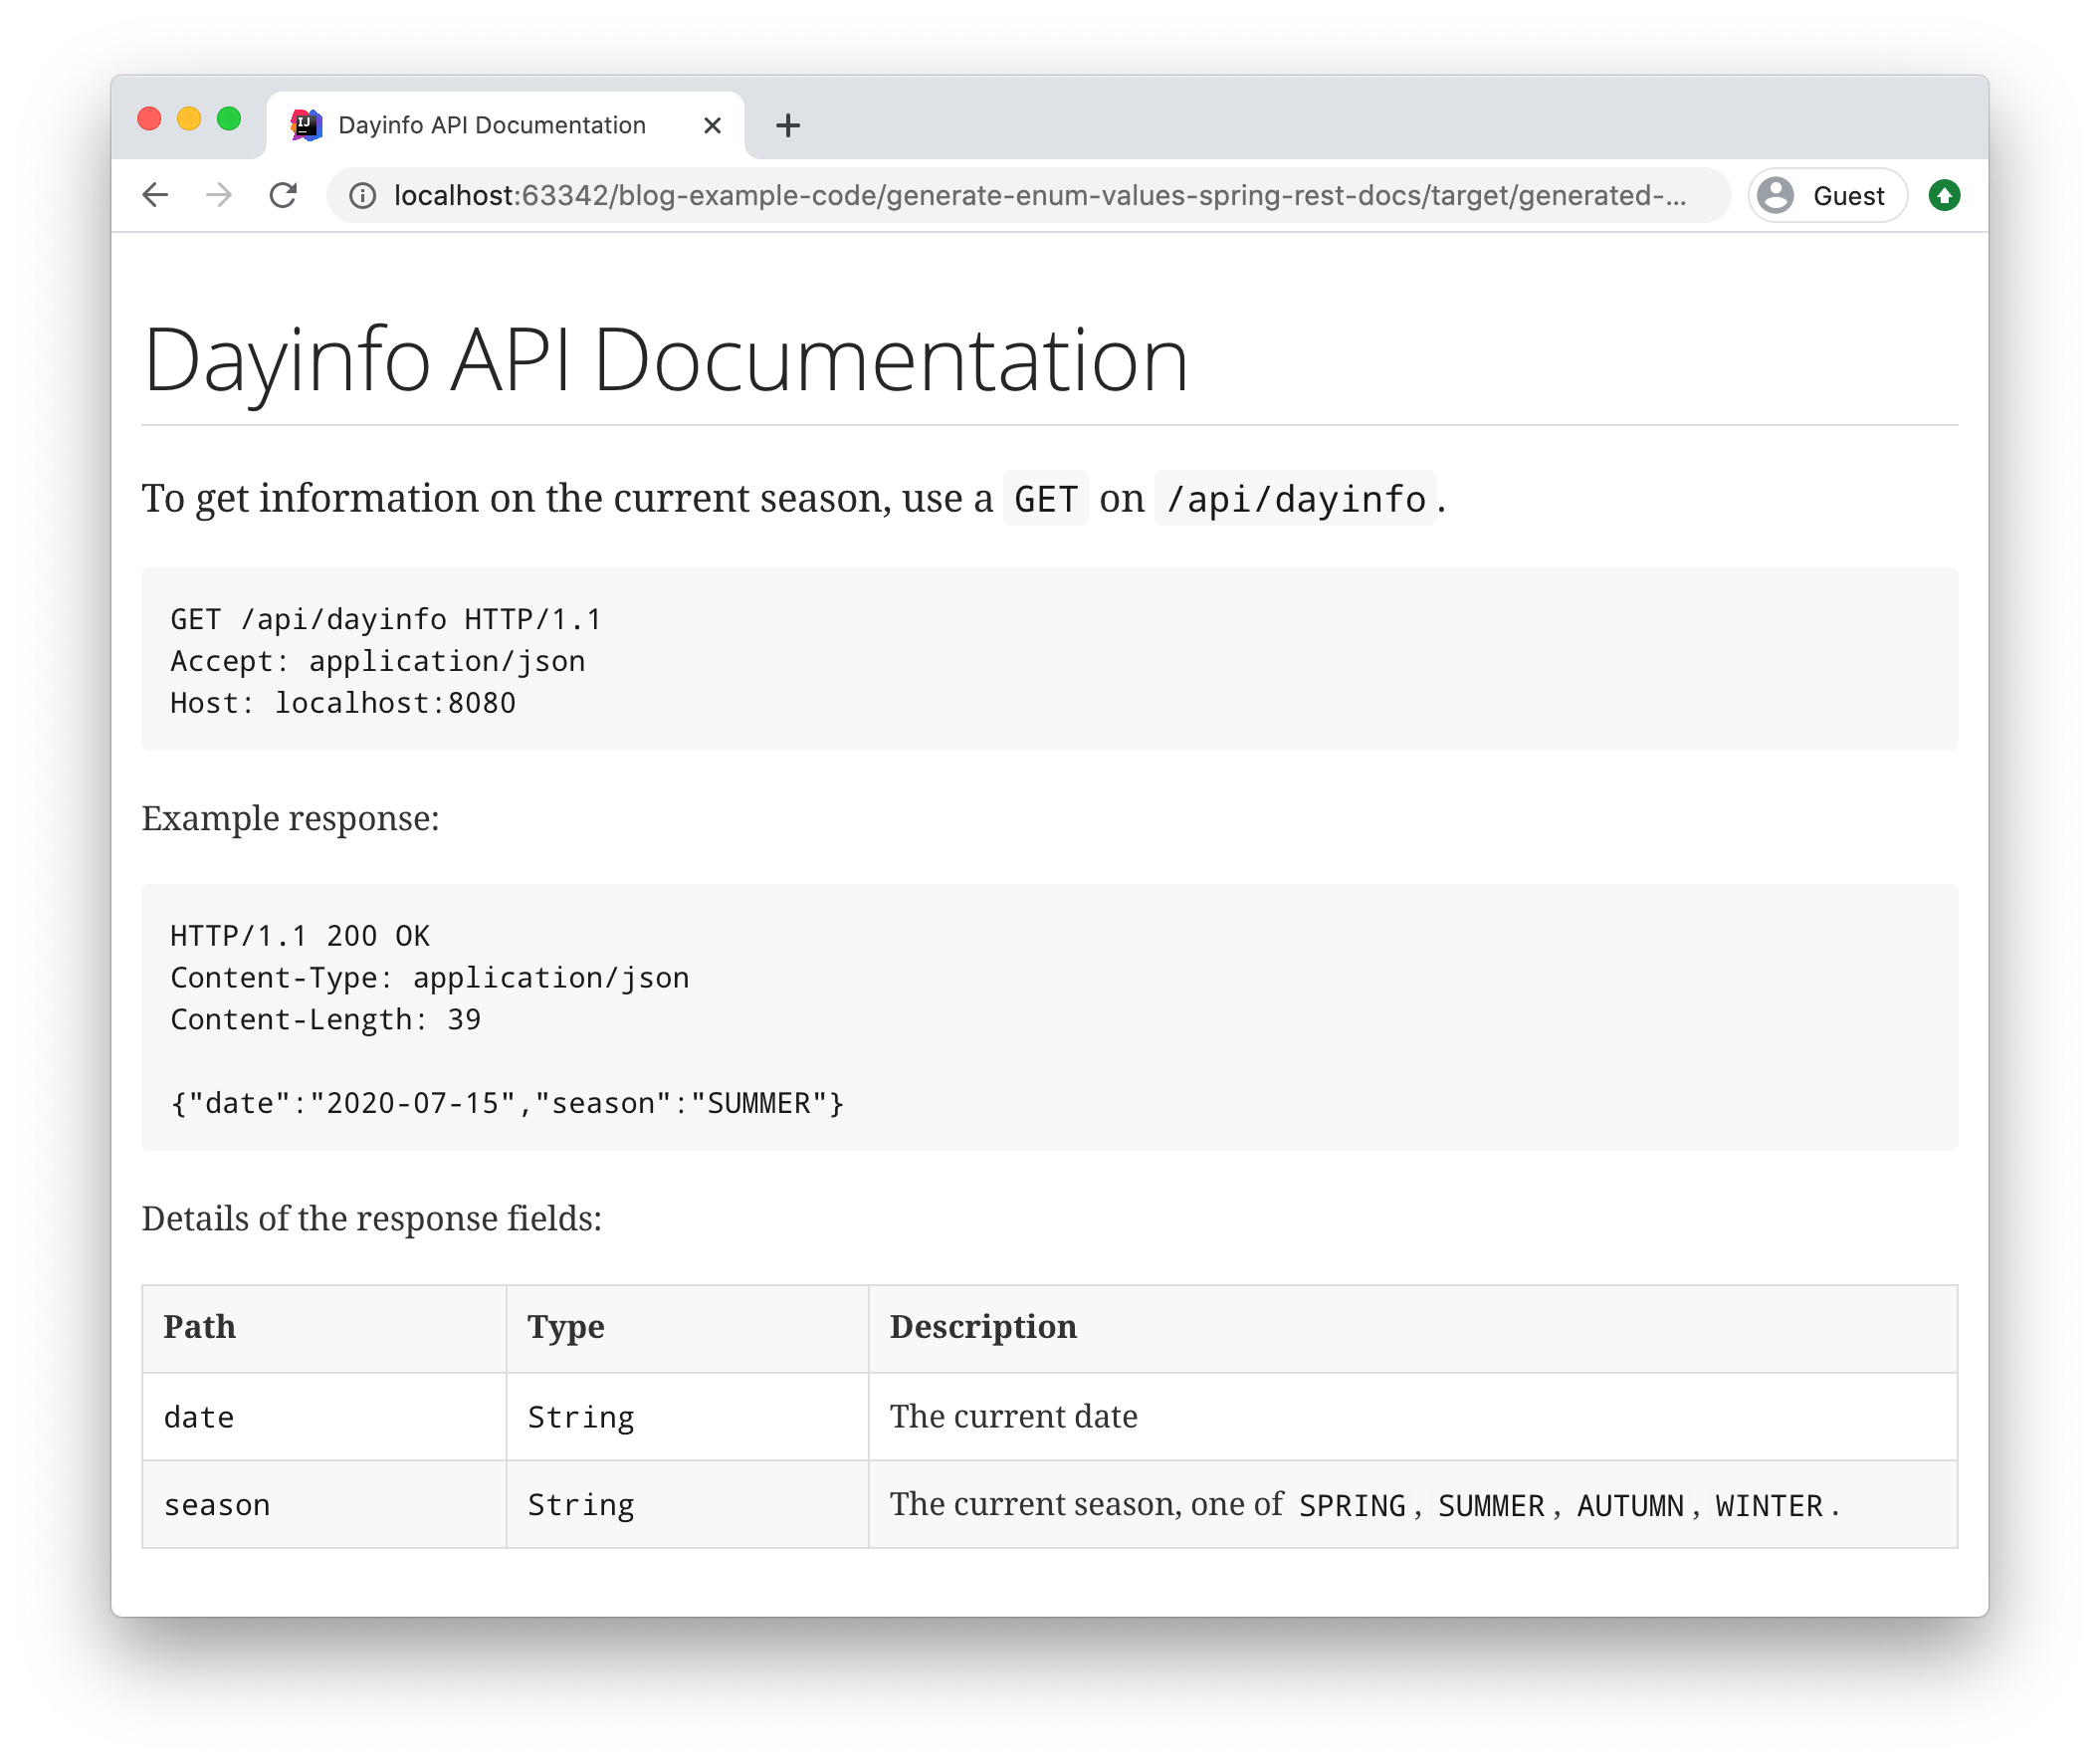 IJ
Dayinfo API Documentation
localhost:63342/blog-example-code/generate-enum-values-spring-rest-docs/target/generated-...
Guest
Dayinfo API Documentation
To get information on the current season, use a GET on /api/dayinfo.
GET /api/dayinfo HTTP/1.1
Accept: application/json
Host: localhost:8080
Example response:
HTTP/1.1 200 OK
Content-Type: application/json
Content-Length: 39
{"date":"2020-07-15","season":"SUMMER"}
Details of the response fields:
Path Type Description
date String The current date
season String The current season, one of SPRING, SUMMER, AUTUMN, WINTER.